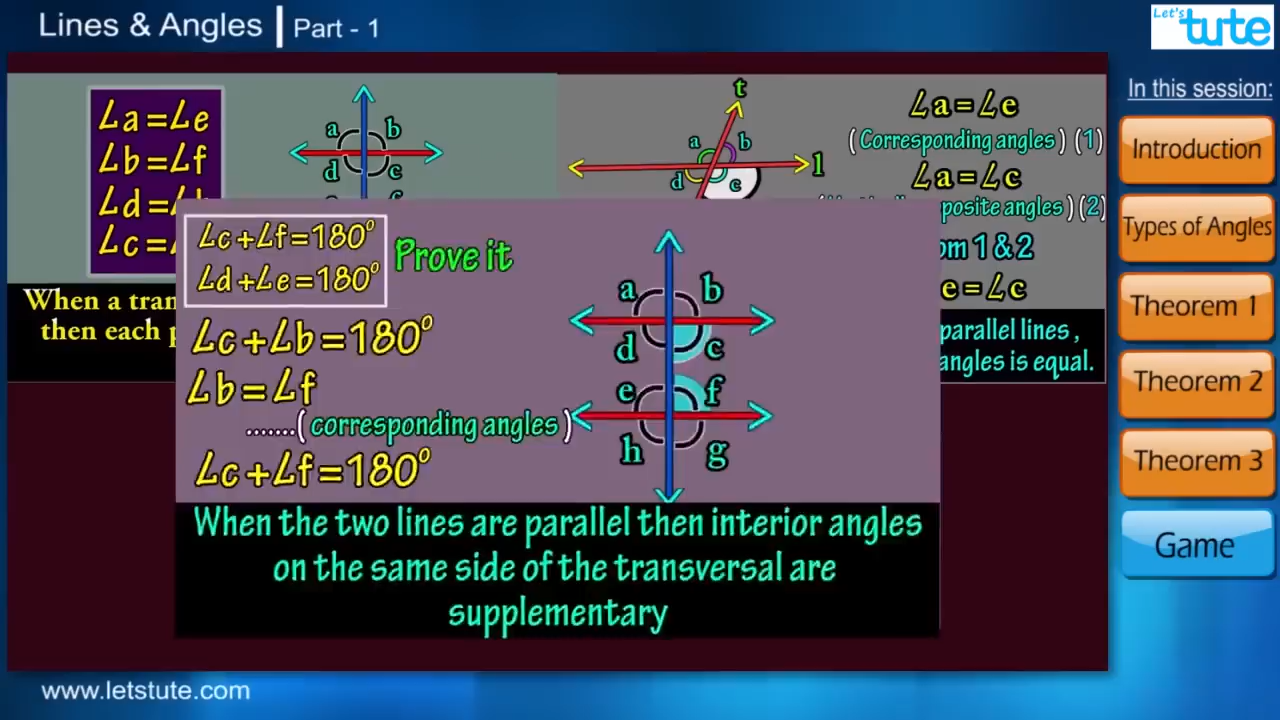 Lines & Angles | Part - 1
Let's tute
In this session:
Introduction
Types of Angles
Theorem 1
Theorem 2
Theorem 3
Game
∠a=∠e
∠b=∠f
∠d=
∠c=
a b
d c
When a
then each
t
a b
l
d c
∠a=∠e
(Corresponding angles) (1)
∠a=∠c
angles) (2)
1 & 2
e=∠c
parallel lines,
angles is equal.
∠c+∠f=180°
∠d+∠e=180°
Prove it
∠c+∠b=180°
∠b=∠f
.......(corresponding angles)
∠c+∠f=180°
a b
d c
e f
h g
When the two lines are parallel then interior angles
on the same side of the transversal are
supplementary
www.letstute.com